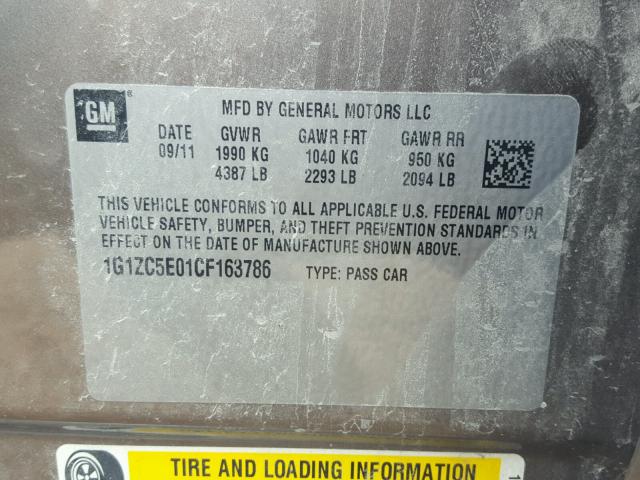 GM
MFD BY GENERAL MOTORS LLC
DATE GVWR GAWR FRT GAWR RR
09/11 1990 KG 1040 KG 950 KG
4387 LB 2293 LB 2094 LB
THIS VEHICLE CONFORMS TO ALL APPLICABLE U.S. FEDERAL MOTOR
VEHICLE SAFETY, BUMPER, AND THEFT PREVENTION STANDARDS IN
EFFECT ON THE DATE OF MANUFACTURE SHOWN ABOVE.
1G1ZC5E01CF163786 TYPE: PASS CAR
TIRE AND LOADING INFORMATION